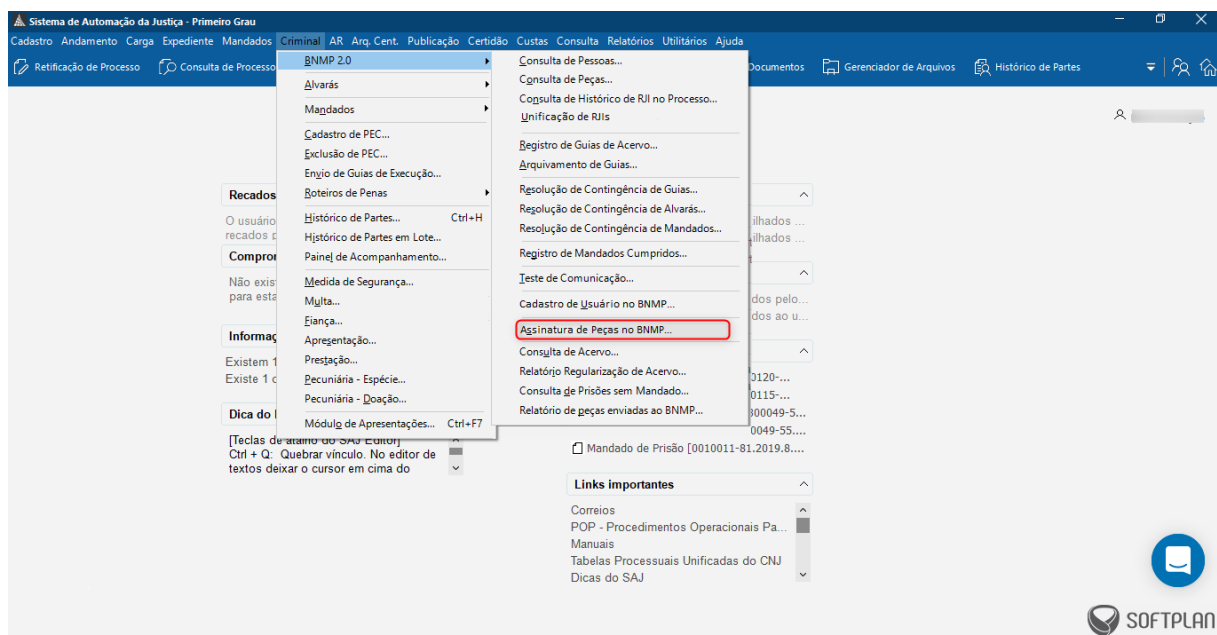 Sistema de Automação da Justiça - Primeiro Grau
Cadastro Andamento Carga Expediente Mandados Criminal AR Arq. Cent. Publicação Certidão Custas Consulta Relatórios Utilitários Ajuda
Retificação de Processo Consulta de Processo Documentos Gerenciador de Arquivos Histórico de Partes
BNMP 2.0
Alvarás
Mandados
Cadastro de PEC...
Exclusão de PEC...
Envio de Guias de Execução...
Roteiros de Penas
Histórico de Partes... Ctrl+H
Histórico de Partes em Lote...
Painel de Acompanhamento...
Medida de Segurança...
Multa...
Fiança...
Apresentação...
Prestação...
Pecuniária - Espécie...
Pecuniária - Doação...
Módulo de Apresentações... Ctrl+F7
Consulta de Pessoas...
Consulta de Peças...
Consulta de Histórico de RJI no Processo...
Unificação de RJIs
Registro de Guias de Acervo...
Arquivamento de Guias...
Resolução de Contingência de Guias...
Resolução de Contingência de Alvarás...
Resolução de Contingência de Mandados...
Registro de Mandados Cumpridos...
Teste de Comunicação...
Cadastro de Usuário no BNMP...
Assinatura de Peças no BNMP...
Consulta de Acervo...
Relatório Regularização de Acervo...
Consulta de Prisões sem Mandado...
Relatório de peças enviadas ao BNMP...
Recados
O usuário
recados
Compror
Não exis
para esta
Informaç
Existem 1
Existe 1
Dica do
[Teclas de atalho do SAJ Editor]
Ctrl + Q: Quebrar vínculo. No editor de
textos deixar o cursor em cima do
ilhados ...
ilhados ...
dos pelo...
dos ao u...
0120-...
0115-...
800049-5...
0049-55....
Mandado de Prisão [0010011-81.2019.8....
Links importantes
Correios
POP - Procedimentos Operacionais Pa...
Manuais
Tabelas Processuais Unificadas do CNJ
Dicas do SAJ
SOFTPLAN